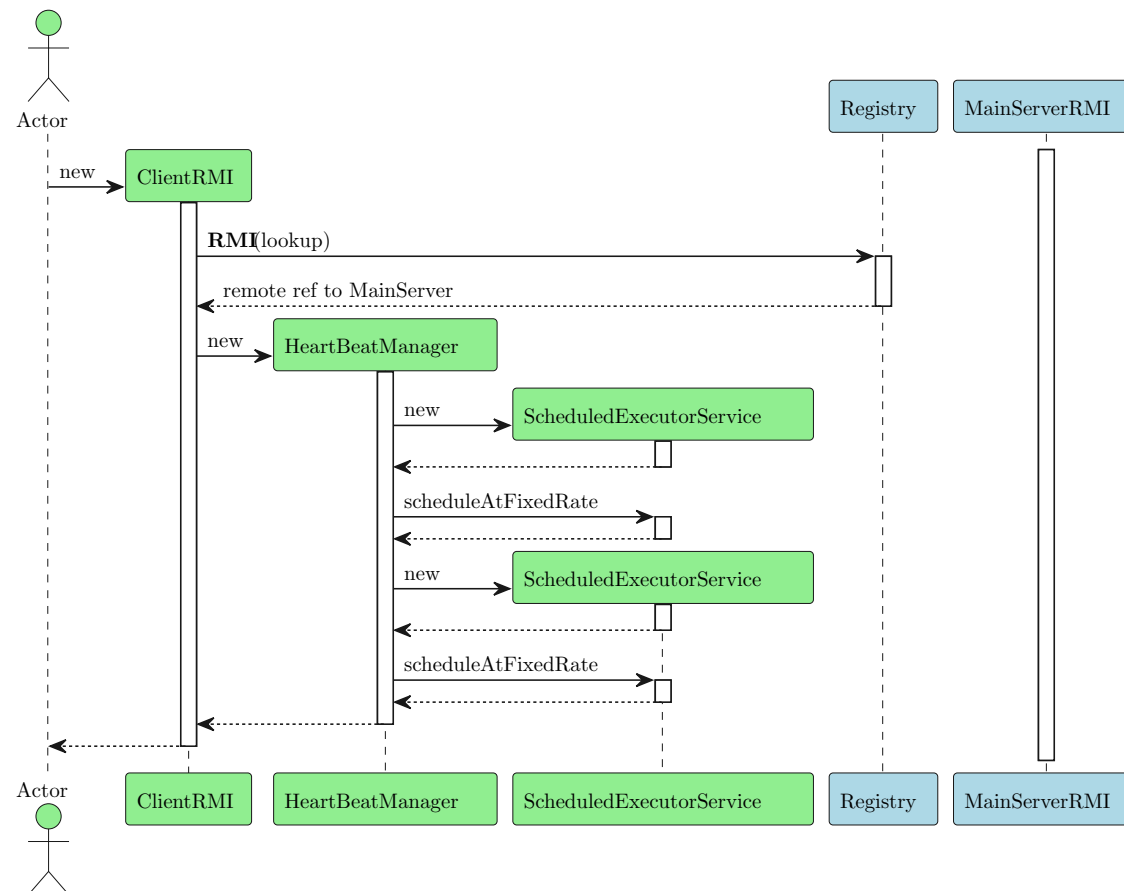 Actor
Registry
MainServerRMI
new
ClientRMI
RMI(lookup)
remote ref to MainServer
new
HeartBeatManager
new
ScheduledExecutorService
scheduleAtFixedRate
new
ScheduledExecutorService
scheduleAtFixedRate
Actor
ClientRMI
HeartBeatManager
ScheduledExecutorService
Registry
MainServerRMI